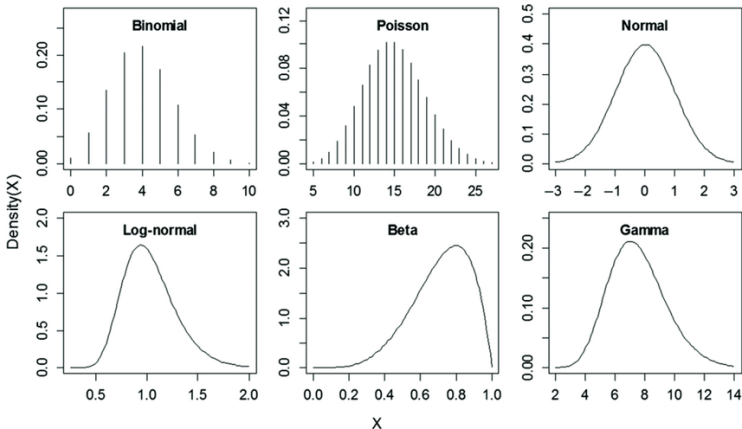 Binomial
0.00 0.10 0.20
0 2 4 6 8 10
Poisson
0.00 0.04 0.08 0.12
5 10 15 20 25
Normal
0.0 0.1 0.2 0.3 0.4 0.5
−3 −2 −1 0 1 2 3
Density(X)
Log-normal
0.0 0.5 1.0 1.5 2.0
0.5 1.0 1.5 2.0
Beta
0.0 1.0 2.0 3.0
0.0 0.2 0.4 0.6 0.8 1.0
Gamma
0.00 0.10 0.20
2 4 6 8 10 12 14
X